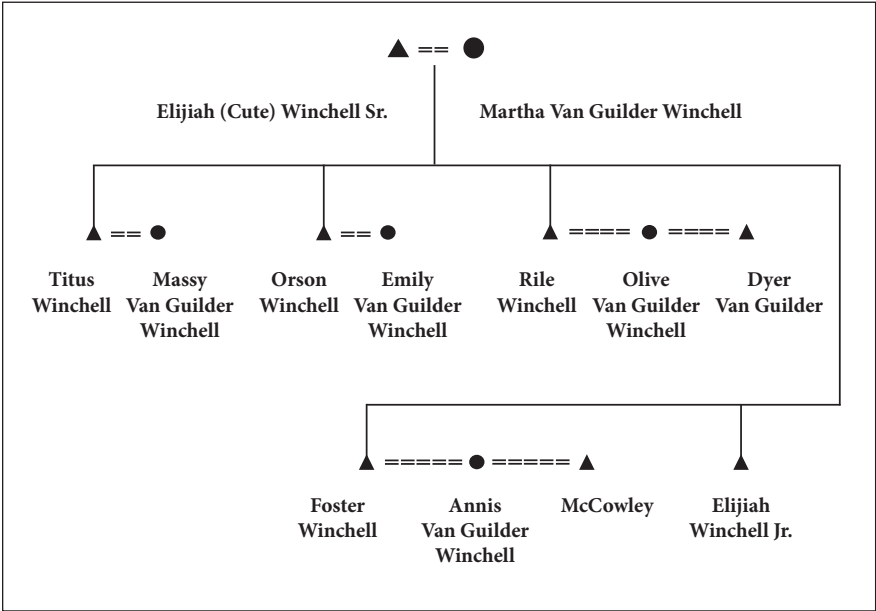 Elijiah (Cute) Winchell Sr.
Martha Van Guilder Winchell
Titus
Winchell
Massy
Van Guilder
Winchell
Orson
Winchell
Emily
Van Guilder
Winchell
Rile
Winchell
Olive
Van Guilder
Winchell
Dyer
Van Guilder
Foster
Winchell
Annis
Van Guilder
Winchell
McCowley
Elijiah
Winchell Jr.